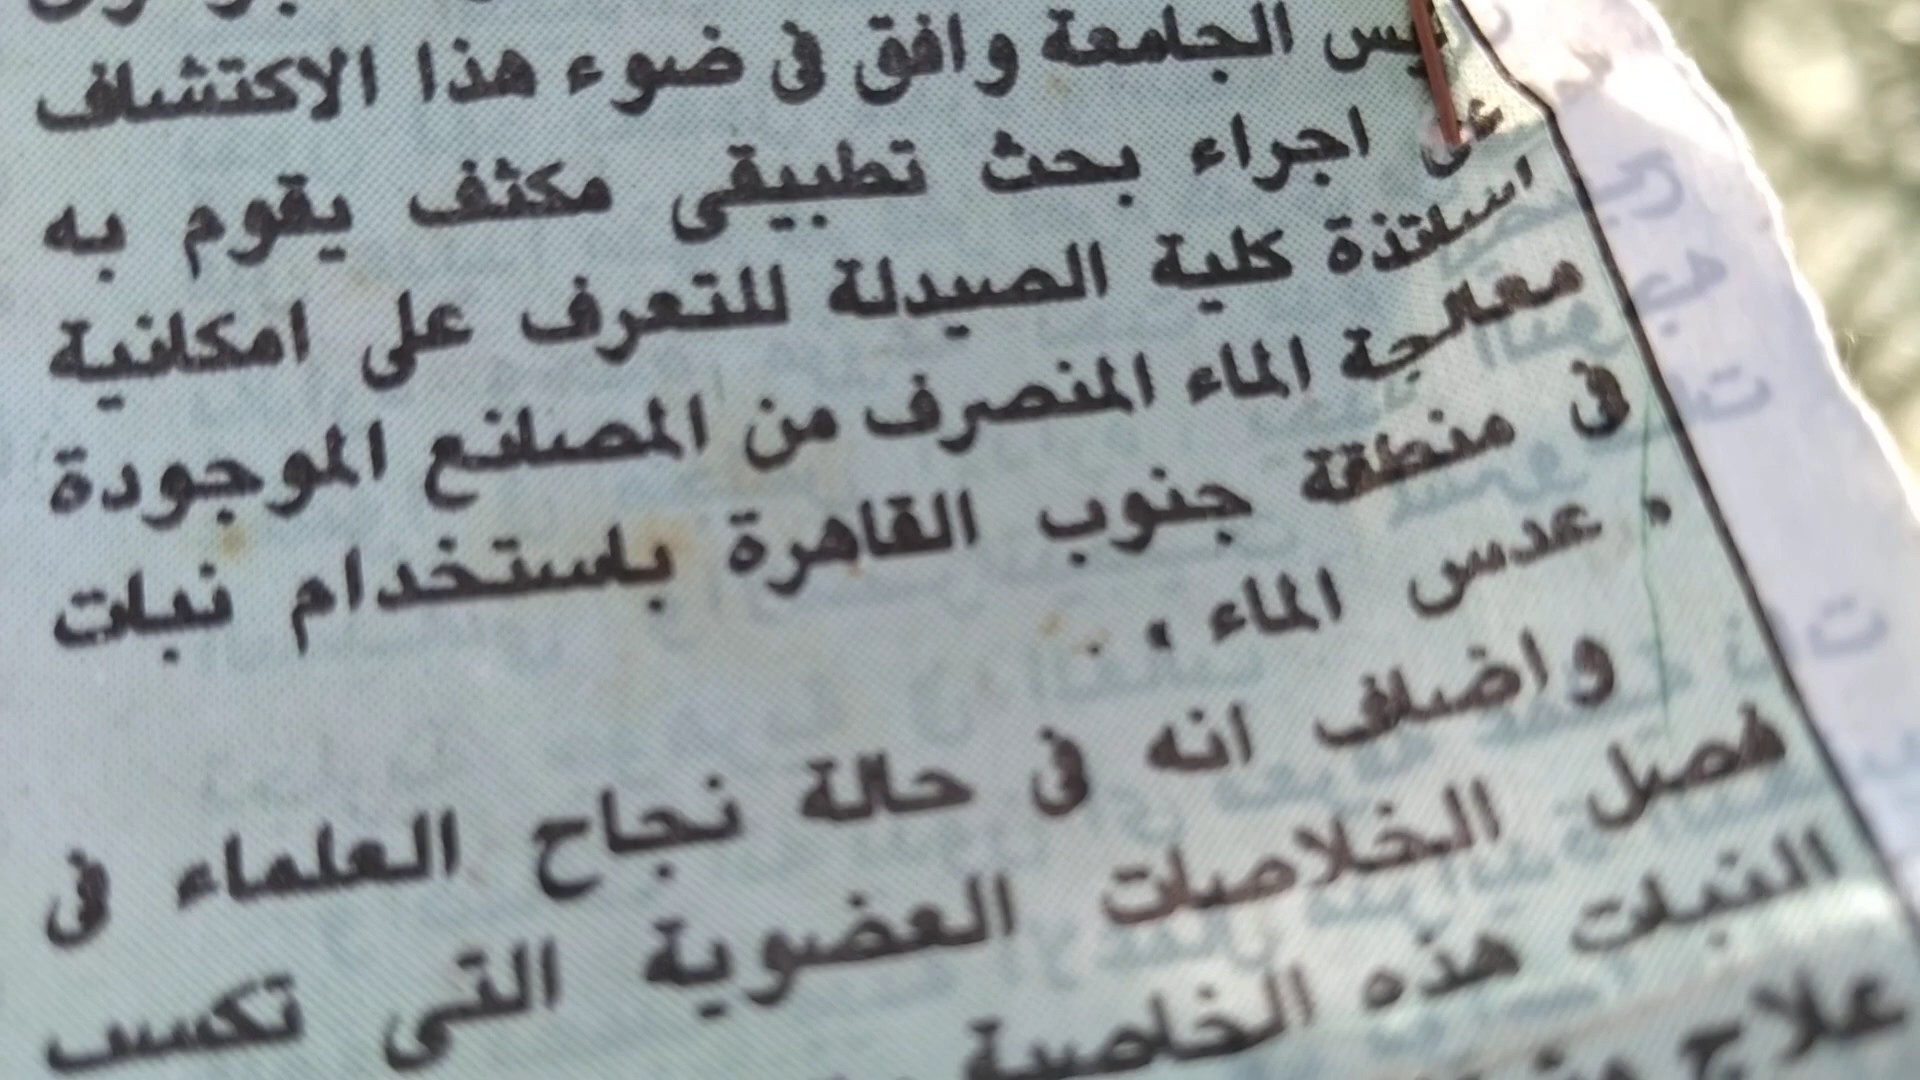 الجامعة وافق فى ضوء هذا الاكتشاف
على اجراء بحث تطبيقى مكثف يقوم به
اساتذة كلية الصيدلة للتعرف على امكانية
معالجة الماء المنصرف من المصانع الموجودة
فى منطقة جنوب القاهرة باستخدام نبات
. عدس الماء . .
واضاف انه فى حالة نجاح العلماء فى
فصل الخلاصات العضوية التى تكسب
النبات هذه الخاصية
علاج